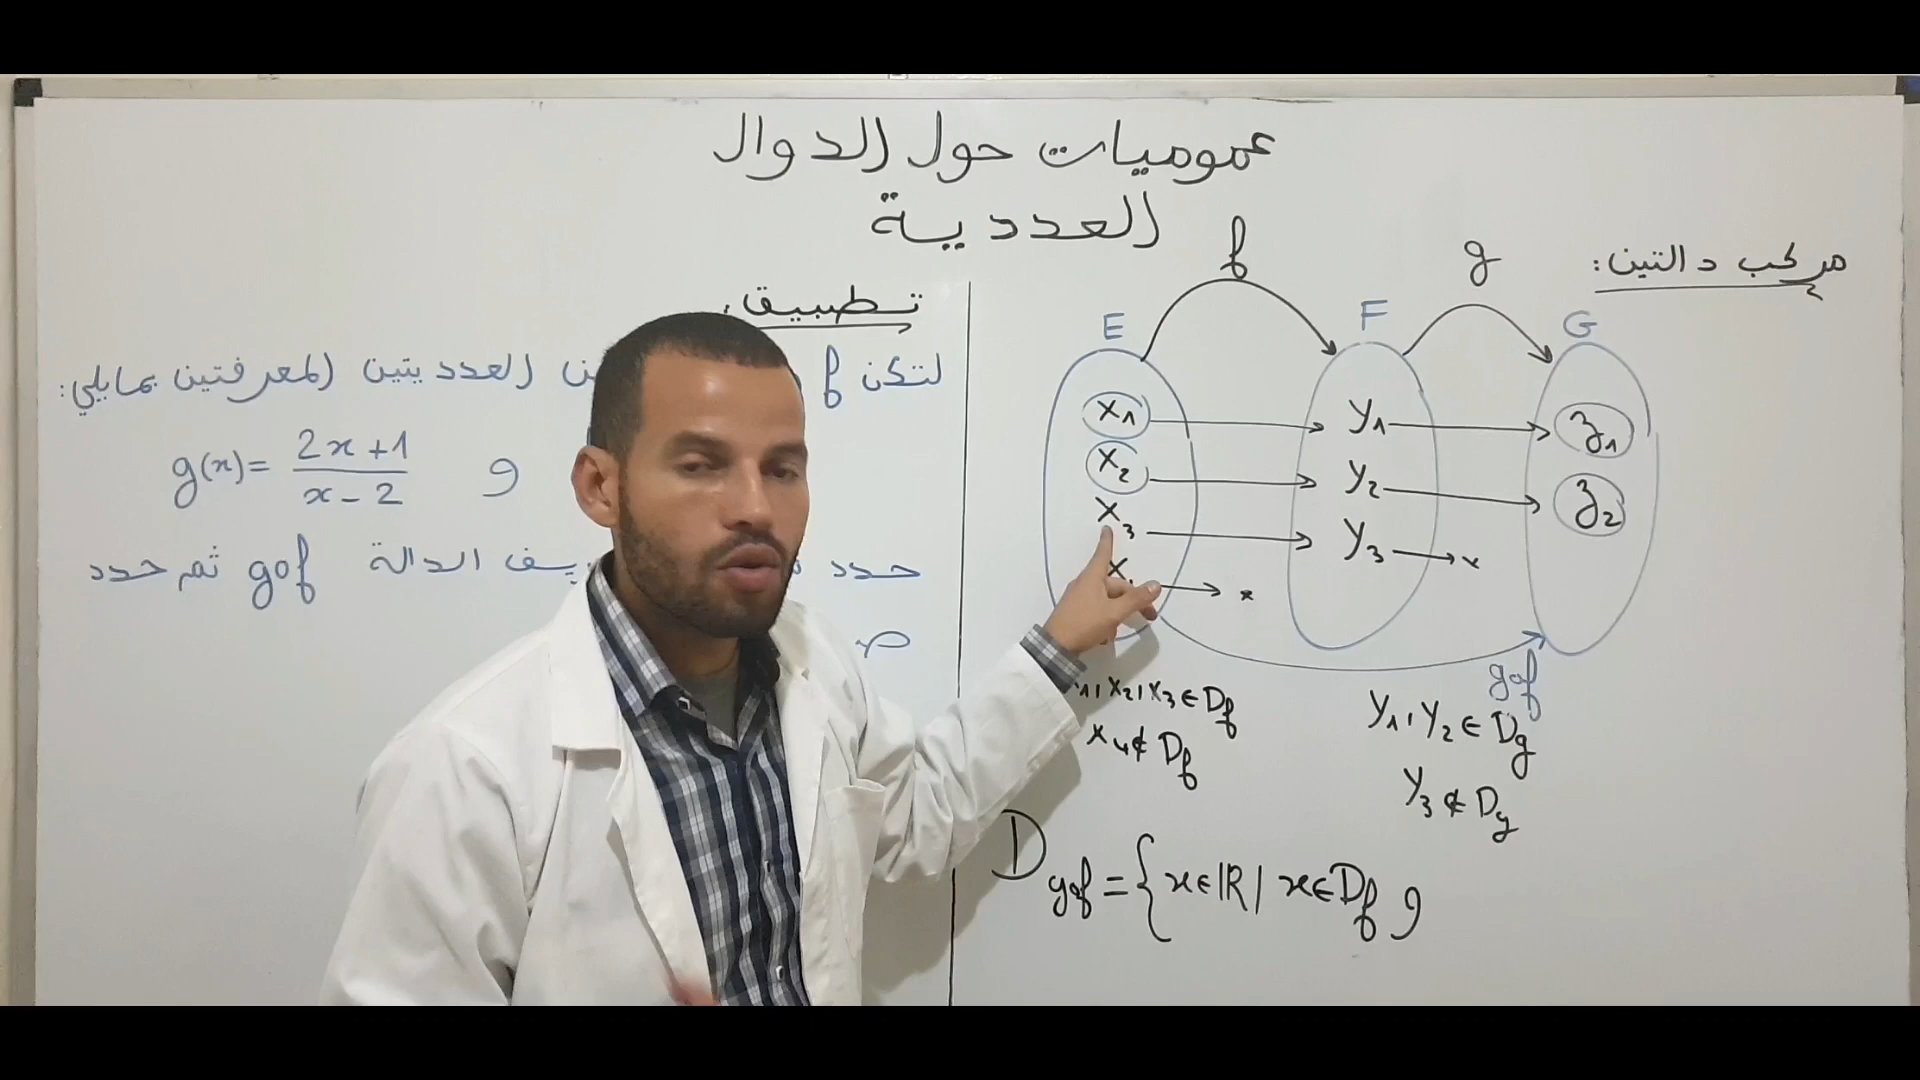 عموميات حول الدوال
العددية
مركب دالتين:
f g
E F G
x₁ y₁ z₁
x₂ y₂ z₂
x₃ y₃ x
x
gof
x₂, x₃ ∈ Df
x₄ ∉ Df
y₁, y₂ ∈ Dg
y₃ ∉ Dg
D gof = { x ∈ IR / x ∈ Df و
تطبيق:
لتكن f العدديتين المعرفتين بمايلي:
و g(x) = (2x+1)/(x-2)
حدد الدالة gof ثم حدد